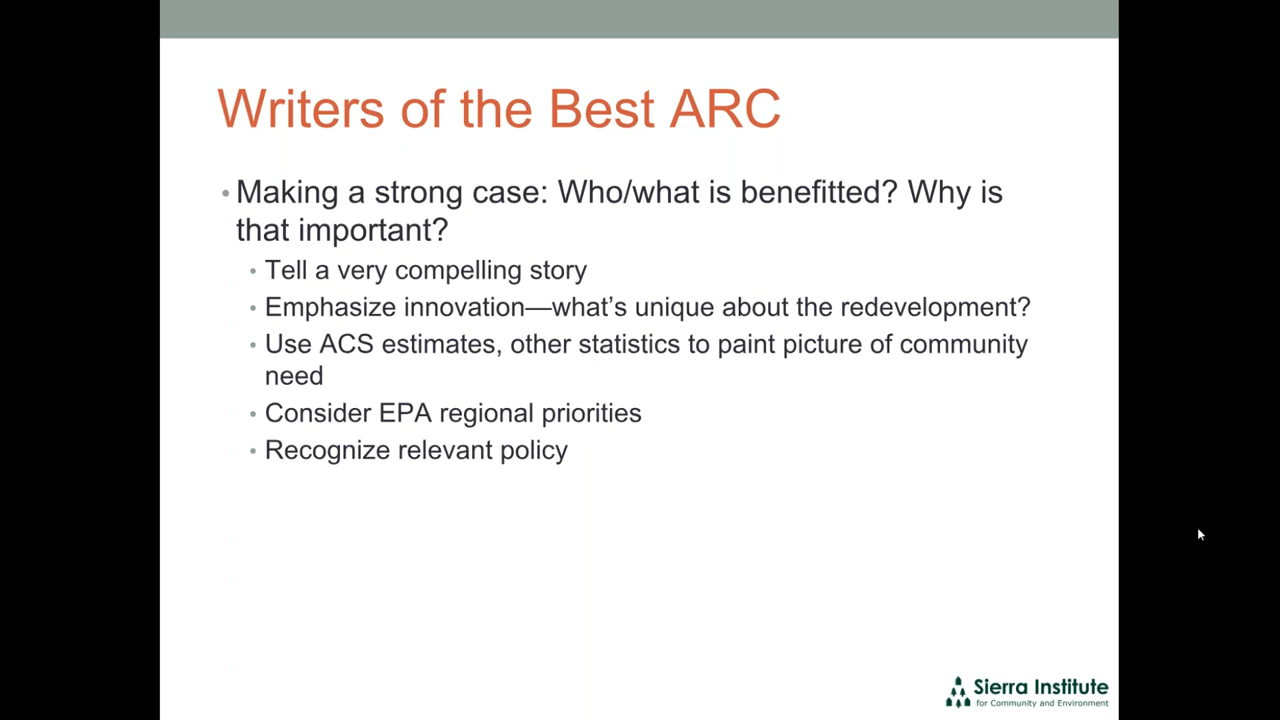 Writers of the Best ARC
• Making a strong case: Who/what is benefitted? Why is
that important?
• Tell a very compelling story
• Emphasize innovation—what’s unique about the redevelopment?
• Use ACS estimates, other statistics to paint picture of community
need
• Consider EPA regional priorities
• Recognize relevant policy
Sierra Institute
for Community and Environment